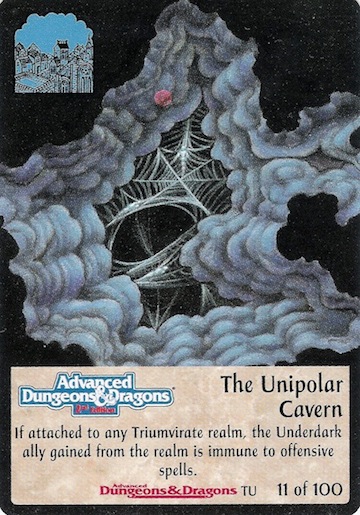 Advanced
Dungeons & Dragons
2nd Edition
The Unipolar
Cavern
If attached to any Triumvirate realm, the Underdark
ally gained from the realm is immune to offensive
spells.
Advanced
Dungeons & Dragons TU 11 of 100